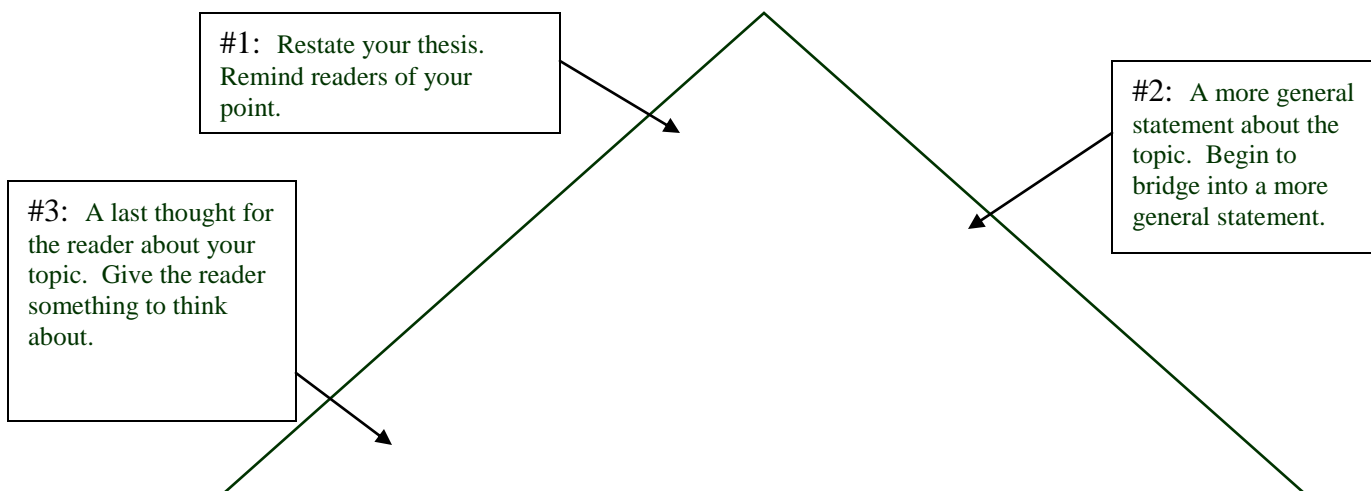 #1: Restate your thesis.
Remind readers of your
point.
#2: A more general
statement about the
topic. Begin to
bridge into a more
general statement.
#3: A last thought for
the reader about your
topic. Give the reader
something to think
about.